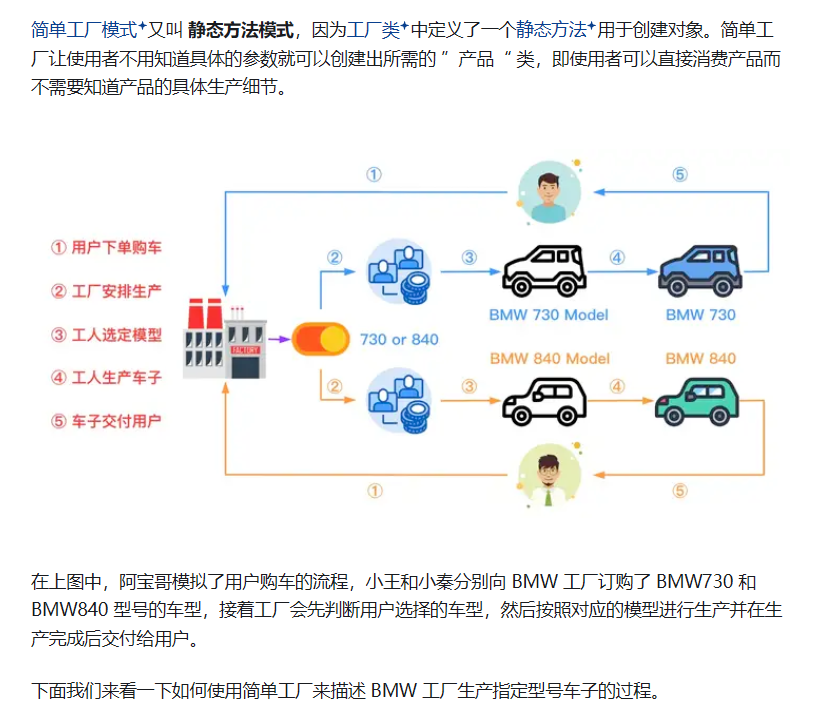 简单工厂模式又叫 静态方法模式，因为工厂类中定义了一个静态方法用于创建对象。简单工
厂让使用者不用知道具体的参数就可以创建出所需的 ”产品“ 类，即使用者可以直接消费产品而
不需要知道产品的具体生产细节。
①
⑤
① 用户下单购车
② 工厂安排生产
③ 工人选定模型
④ 工人生产车子
⑤ 车子交付用户
②
③
④
BMW 730 Model
BMW 730
FACTORY
730 or 840
BMW 840 Model
BMW 840
②
③
④
①
⑤
在上图中，阿宝哥模拟了用户购车的流程，小王和小秦分别向 BMW 工厂订购了 BMW730 和
BMW840 型号的车型，接着工厂会先判断用户选择的车型，然后按照对应的模型进行生产并在生
产完成后交付给用户。
下面我们来看一下如何使用简单工厂来描述 BMW 工厂生产指定型号车子的过程。